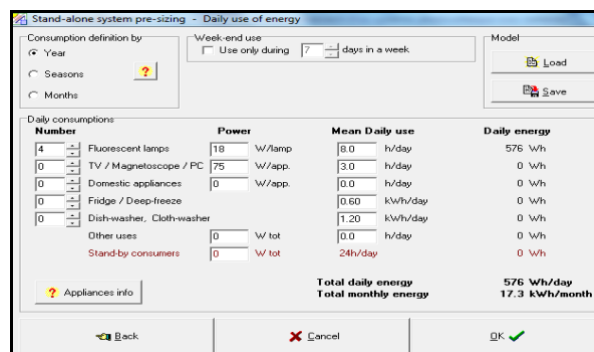 Stand-alone system pre-sizing - Daily use of energy
Consumption definition by
Year
Seasons
Months
?
Week-end use
Use only during 7 days in a week
Model
Load
Save
Daily consumptions
Number Power Mean Daily use Daily energy
4 Fluorescent lamps 18 W/lamp 8.0 h/day 576 Wh
0 TV / Magnetoscope / PC 75 W/app. 3.0 h/day 0 Wh
0 Domestic appliances 0 W/app. 0.0 h/day 0 Wh
0 Fridge / Deep-freeze 0.60 kWh/day 0 Wh
0 Dish-washer, Cloth-washer 1.20 kWh/day 0 Wh
Other uses 0 W tot 0.0 h/day 0 Wh
Stand-by consumers 0 W tot 24h/day 0 Wh
? Appliances info
Total daily energy 576 Wh/day
Total monthly energy 17.3 kWh/month
Back Cancel OK